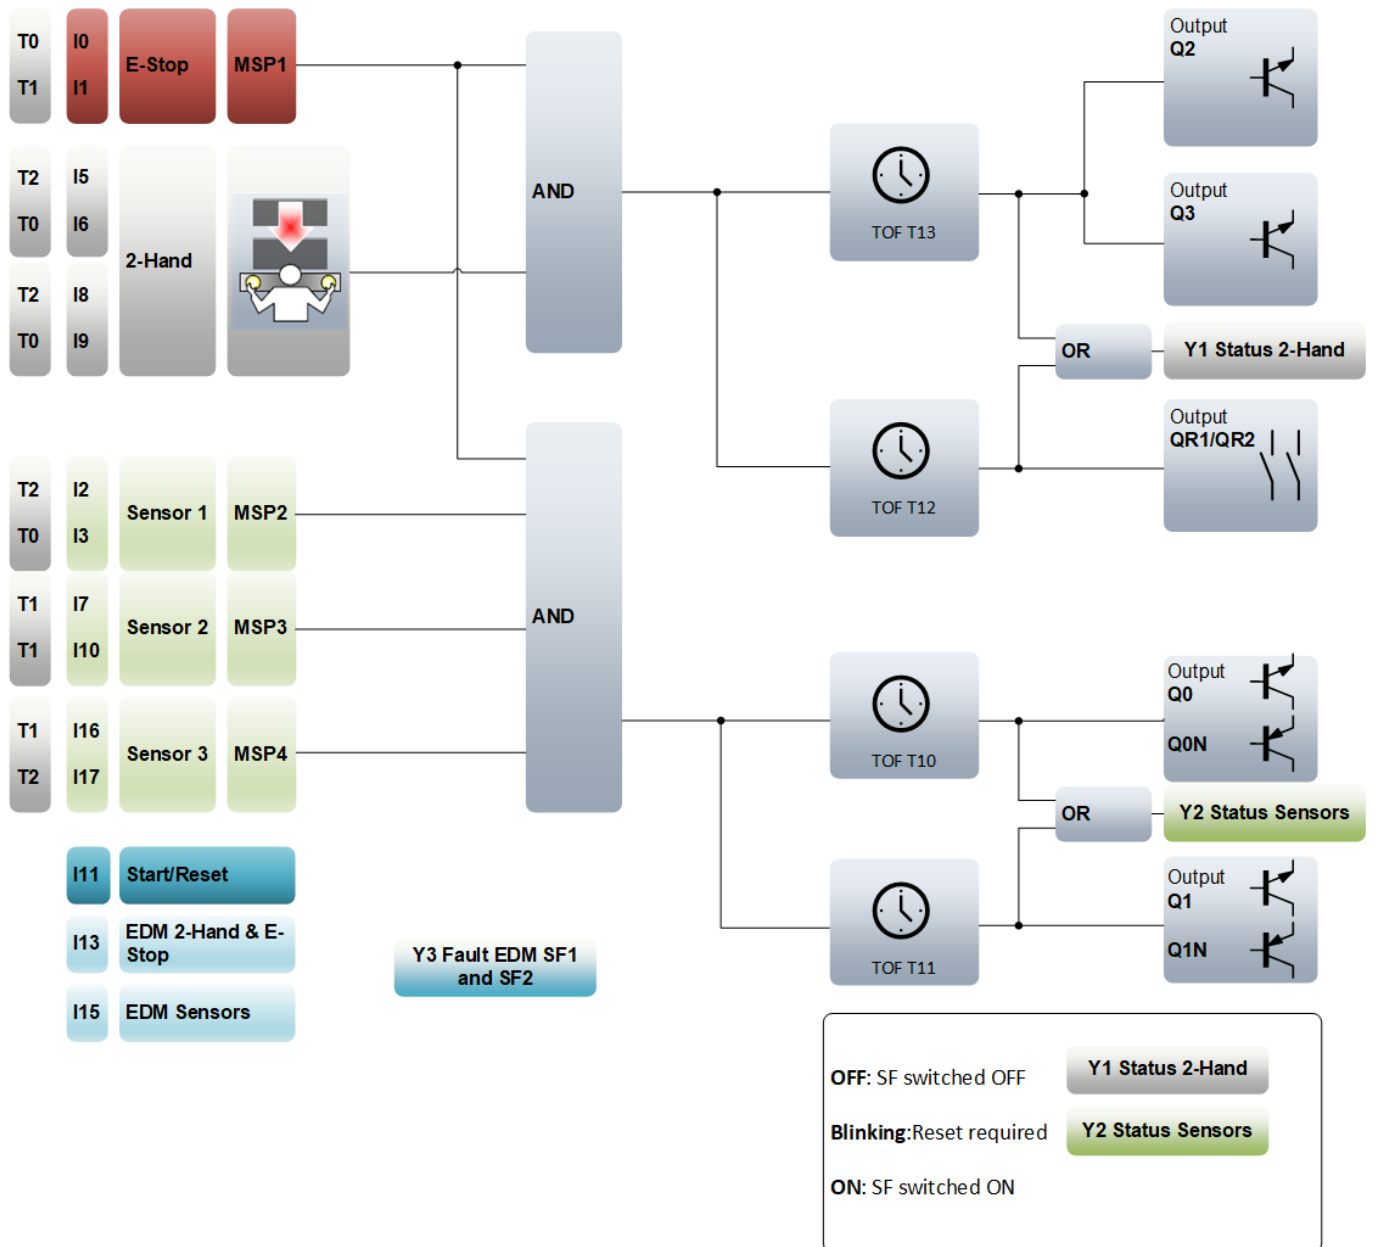 T0
T1
I0
I1
E-Stop
MSP1
T2
T0
T2
T0
I5
I6
I8
I9
2-Hand
AND
TOF T13
Output
Q2
Output
Q3
OR
Y1 Status 2-Hand
TOF T12
Output
QR1/QR2
T2
T0
I2
I3
Sensor 1
MSP2
T1
T1
I7
I10
Sensor 2
MSP3
T1
T2
I16
I17
Sensor 3
MSP4
AND
TOF T10
Output
Q0
Q0N
OR
Y2 Status Sensors
TOF T11
Output
Q1
Q1N
I11
Start/Reset
I13
EDM 2-Hand & E-
Stop
I15
EDM Sensors
Y3 Fault EDM SF1
and SF2
OFF: SF switched OFF
Y1 Status 2-Hand
Blinking:Reset required
Y2 Status Sensors
ON: SF switched ON